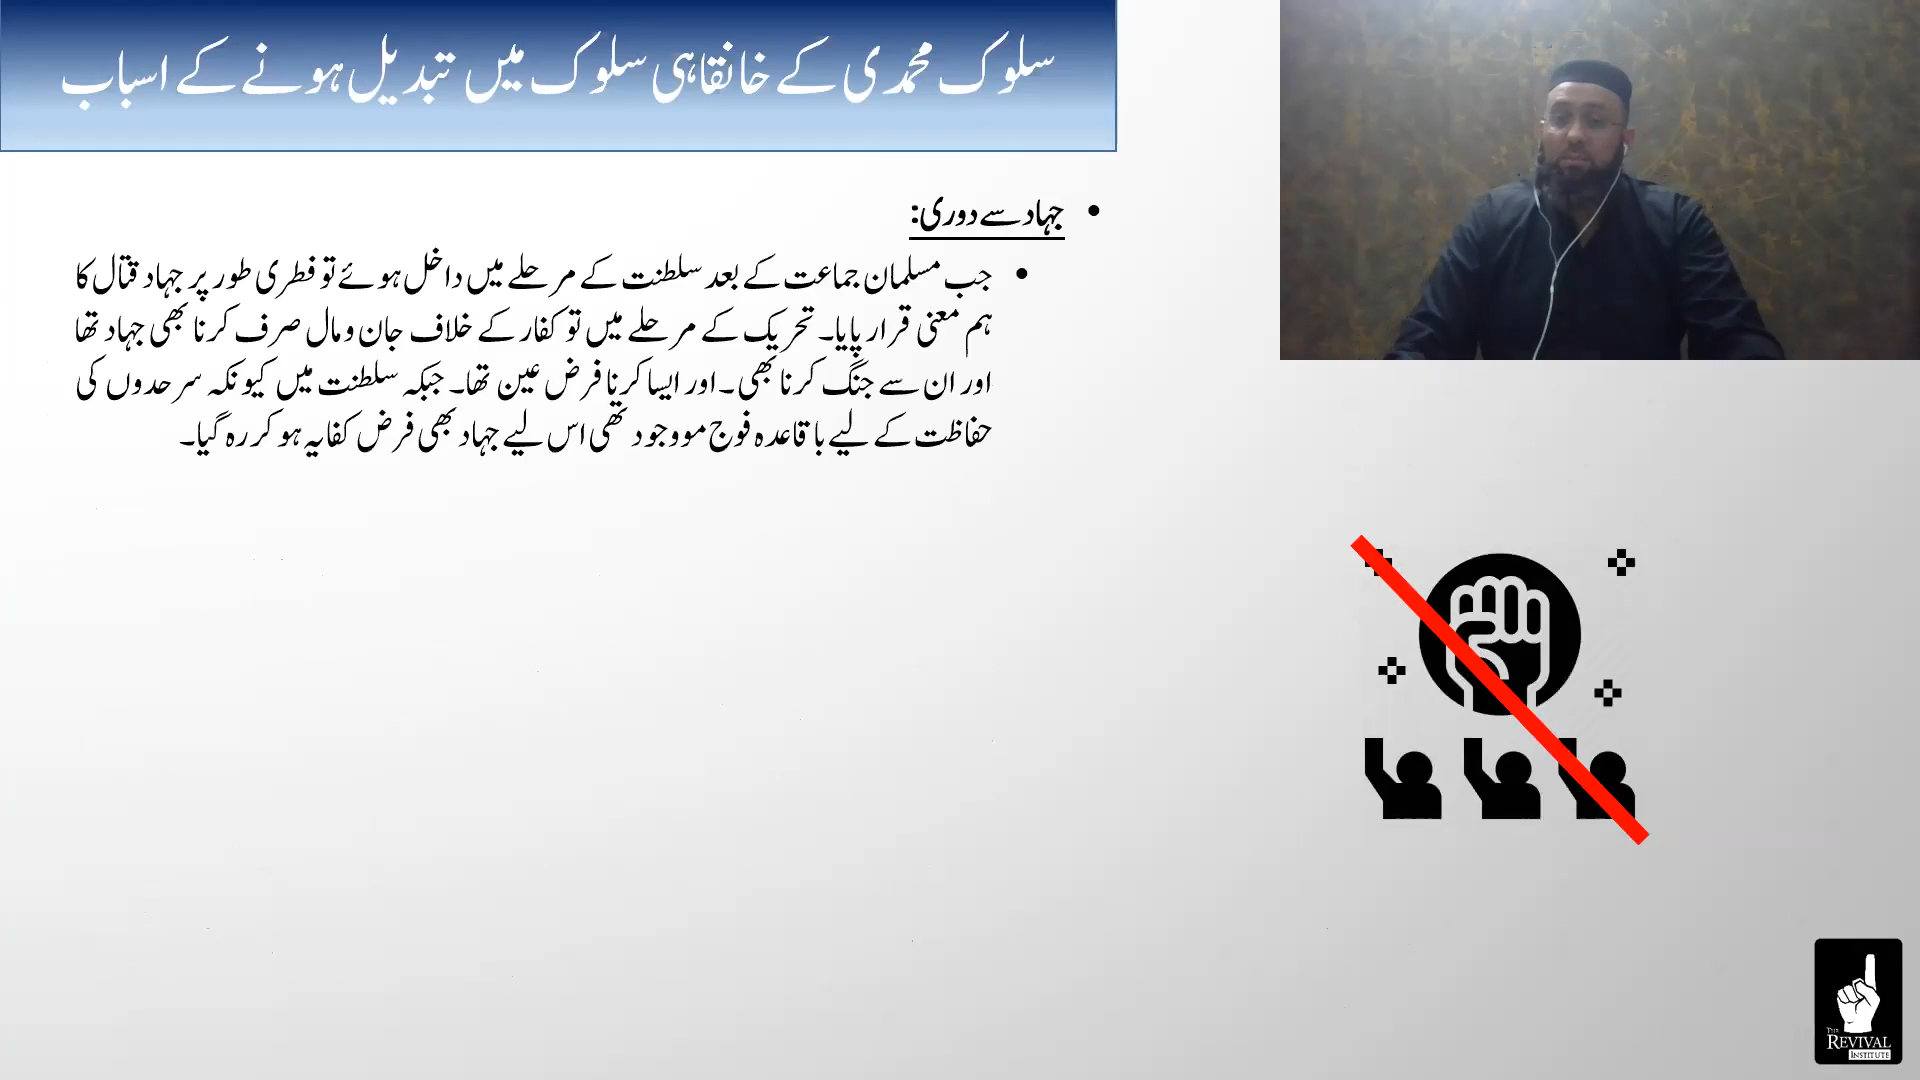 سلوک محمدی کے خانقاہی سلوک میں تبدیل ہونے کے اسباب
• جہاد سے دوری:
• جب مسلمان جماعت کے بعد سلطنت کے مرحلے میں داخل ہوئے تو فطری طور پر جہاد قتال کا
ہم معنی قرار پایا۔ تحریک کے مرحلے میں تو کفار کے خلاف جان و مال صرف کرنا بھی جہاد تھا
اور ان سے جنگ کرنا بھی۔ اور ایسا کرنا فرض عین تھا۔ جبکہ سلطنت میں کیونکہ سرحدوں کی
حفاظت کے لیے باقاعدہ فوج مووجود تھی اس لیے جہاد بھی فرض کفایہ ہو کر رہ گیا۔
THE
REVIVAL
INSTITUTE